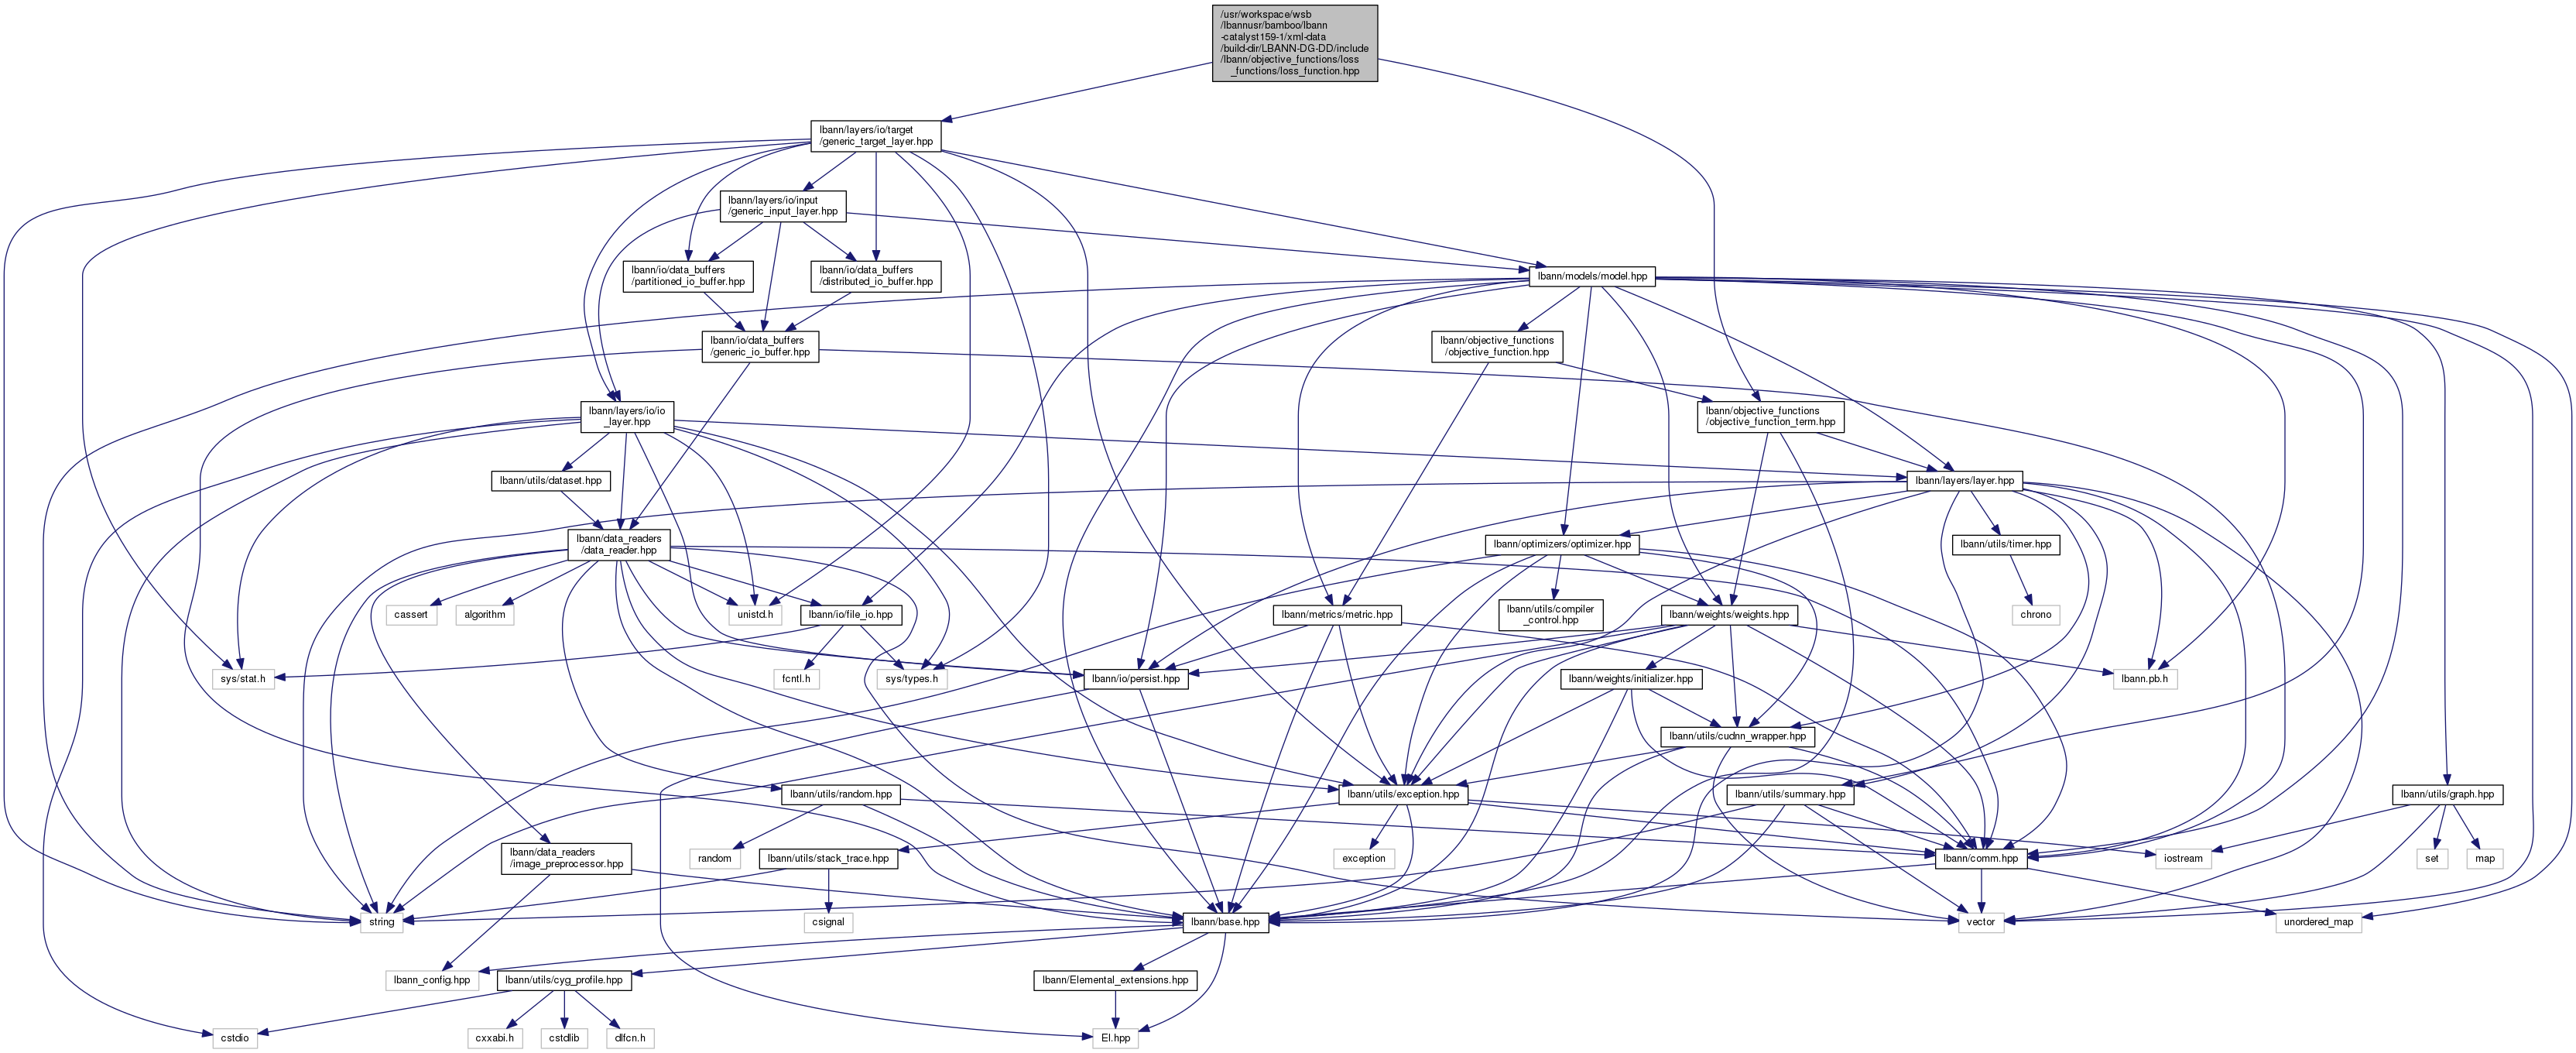 /usr/workspace/wsb
/lbannusr/bamboo/lbann
-catalyst159-1/xml-data
/build-dir/LBANN-DG-DD/include
/lbann/objective_functions/loss
_functions/loss_function.hpp
lbann/layers/io/target
/generic_target_layer.hpp
lbann/layers/io/input
/generic_input_layer.hpp
lbann/io/data_buffers
/partitioned_io_buffer.hpp
lbann/io/data_buffers
/distributed_io_buffer.hpp
lbann/models/model.hpp
lbann/io/data_buffers
/generic_io_buffer.hpp
lbann/objective_functions
/objective_function.hpp
lbann/layers/io/io
_layer.hpp
lbann/objective_functions
/objective_function_term.hpp
lbann/utils/dataset.hpp
lbann/layers/layer.hpp
lbann/data_readers
/data_reader.hpp
lbann/optimizers/optimizer.hpp
lbann/utils/timer.hpp
cassert
algorithm
unistd.h
lbann/io/file_io.hpp
lbann/metrics/metric.hpp
lbann/utils/compiler
_control.hpp
lbann/weights/weights.hpp
chrono
sys/stat.h
fcntl.h
sys/types.h
lbann/io/persist.hpp
lbann/weights/initializer.hpp
lbann.pb.h
lbann/utils/cudnn_wrapper.hpp
lbann/utils/random.hpp
lbann/utils/exception.hpp
lbann/utils/summary.hpp
lbann/utils/graph.hpp
lbann/data_readers
/image_preprocessor.hpp
random
lbann/utils/stack_trace.hpp
exception
lbann/comm.hpp
iostream
set
map
string
csignal
lbann/base.hpp
vector
unordered_map
lbann_config.hpp
lbann/utils/cyg_profile.hpp
lbann/Elemental_extensions.hpp
cstdio
cxxabi.h
cstdlib
dlfcn.h
El.hpp